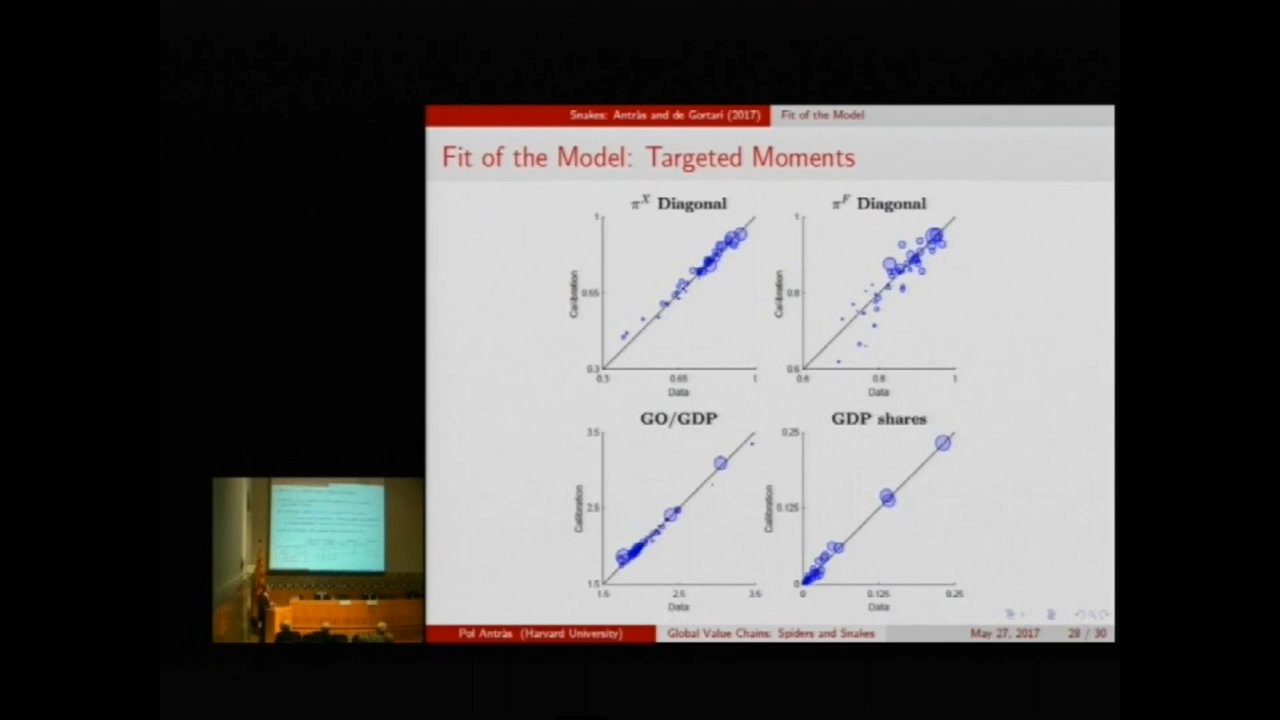 Snakes: Antràs and de Gortari (2017) Fit of the Model
Fit of the Model: Targeted Moments
π^X Diagonal
π^F Diagonal
1
0.65
0.3
Calibration
0.3 0.65 1
Data
1
0.8
0.6
Calibration
0.6 0.8 1
Data
GO/GDP
GDP shares
3.5
2.5
1.5
Calibration
1.5 2.5 3.5
Data
0.25
0.125
0
Calibration
0 0.125 0.25
Data
Pol Antràs (Harvard University) Global Value Chains: Spiders and Snakes May 27, 2017 28 / 30